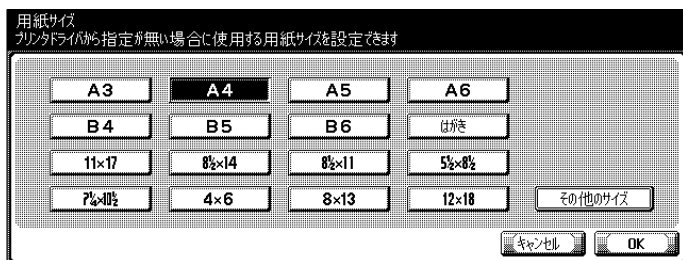 用紙サイズ
プリンタドライバから指定が無い場合に使用する用紙サイズを設定できます
A3 A4 A5 A6
B4 B5 B6 はがき
11×17 8½×14 8½×11 5½×8½
7¼×10½ 4×6 8×13 12×18 その他のサイズ
キャンセル OK